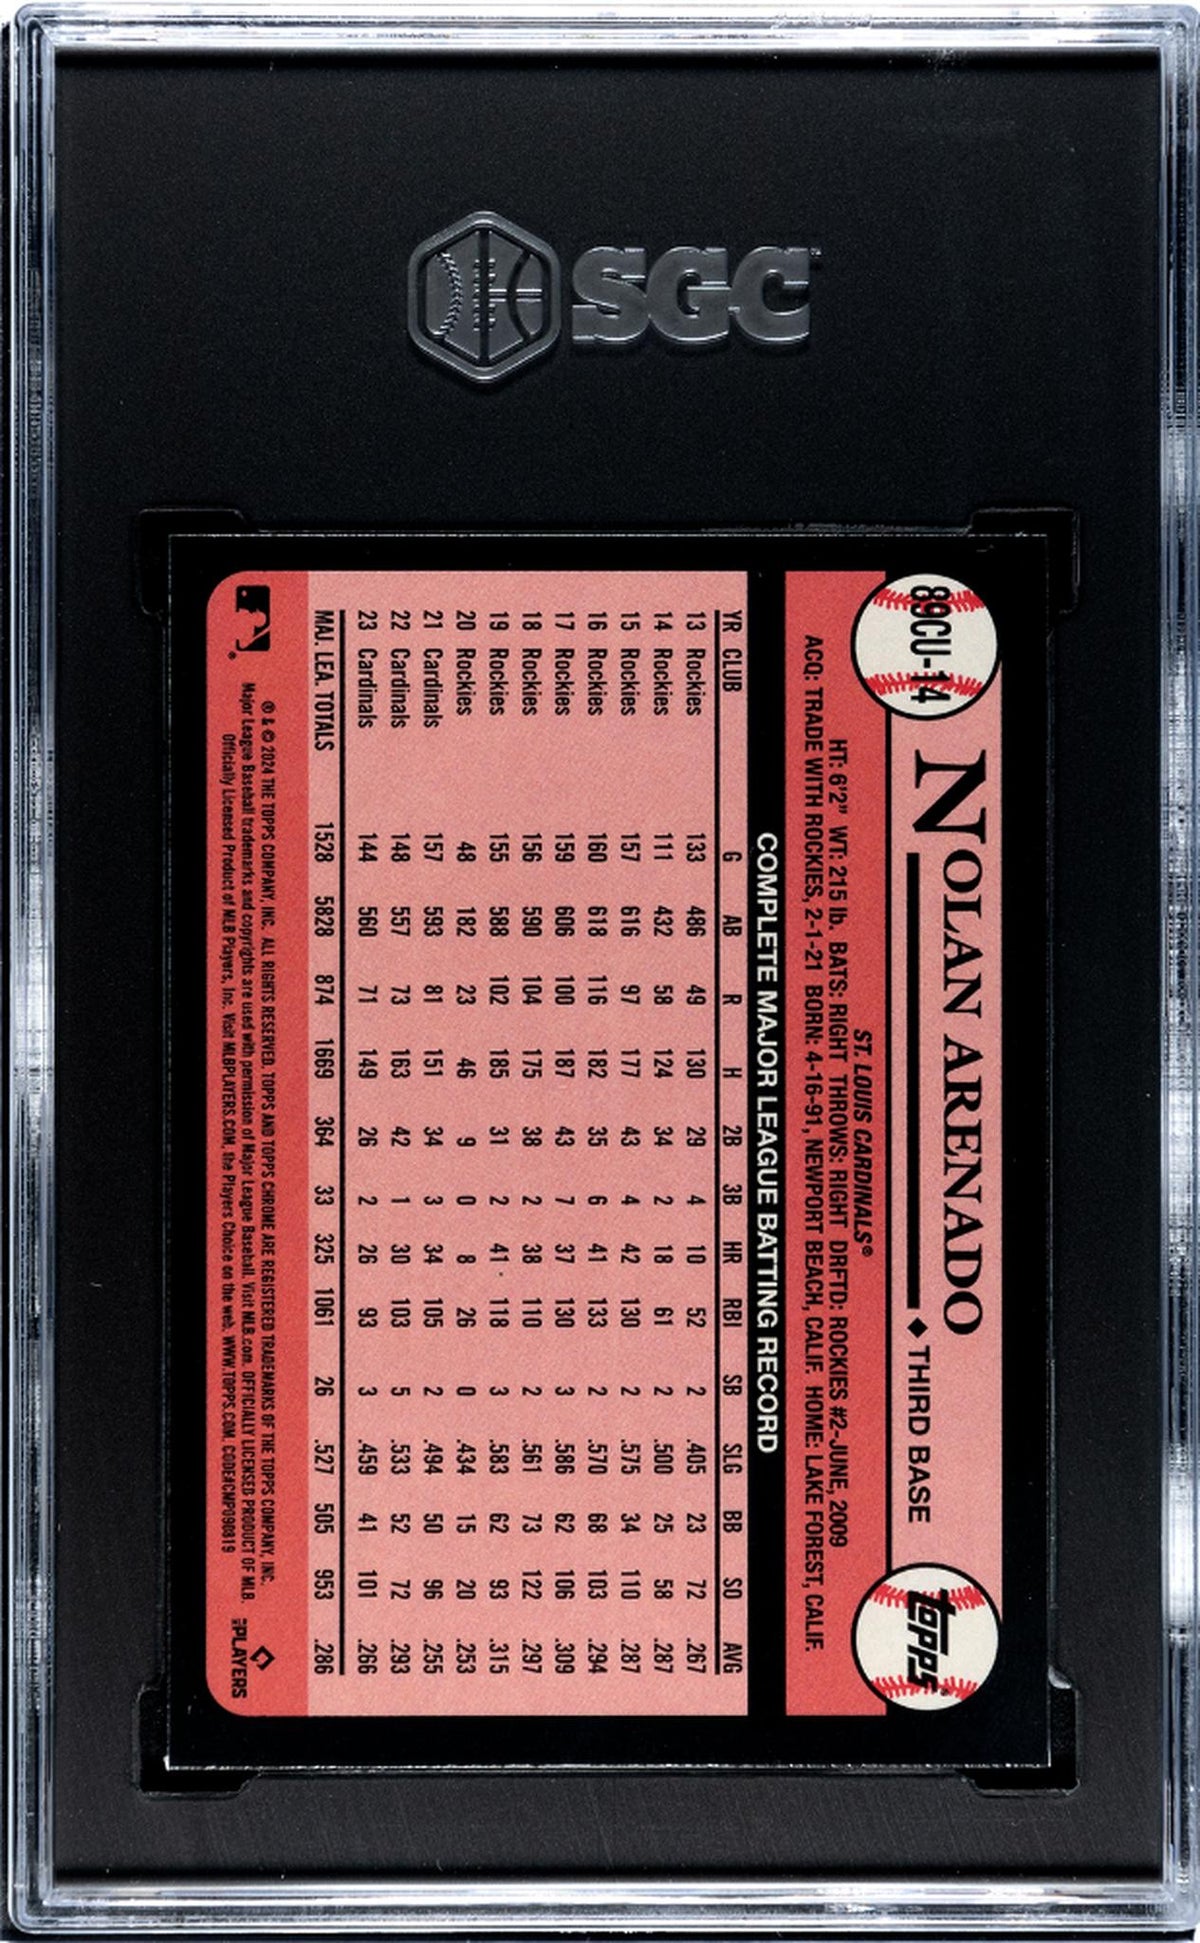 SGC
89CU-14
NOLAN ARENADO ◆ THIRD BASE
topps®
ST. LOUIS CARDINALS®
HT: 6'2" WT: 215 lb. BATS: RIGHT THROWS: RIGHT DRFTD: ROCKIES #2-JUNE, 2009
ACQ: TRADE WITH ROCKIES, 2-1-21 BORN: 4-16-91, NEWPORT BEACH, CALIF. HOME: LAKE FOREST, CALIF.
COMPLETE MAJOR LEAGUE BATTING RECORD
YR CLUB G AB R H 2B 3B HR RBI SB SLG BB SO AVG
13 Rockies 133 486 49 130 29 4 10 52 2 .405 23 72 .267
14 Rockies 111 432 58 124 34 2 18 61 2 .500 25 58 .287
15 Rockies 157 616 97 177 43 4 42 130 2 .575 34 110 .287
16 Rockies 160 618 116 182 35 6 41 133 2 .570 68 103 .294
17 Rockies 159 606 100 187 43 7 37 130 3 .586 62 106 .309
18 Rockies 156 590 104 175 38 2 38 110 2 .561 73 122 .297
19 Rockies 155 588 102 185 31 2 41 118 3 .583 62 93 .315
20 Rockies 48 182 23 46 9 0 8 26 0 .434 15 20 .253
21 Cardinals 157 593 81 151 34 3 34 105 2 .494 50 96 .255
22 Cardinals 148 557 73 163 42 1 30 103 5 .533 52 72 .293
23 Cardinals 144 560 71 149 26 2 26 93 3 .459 41 101 .266
MAJ. LEA. TOTALS 1528 5828 874 1669 364 33 325 1061 26 .527 505 953 .286
® & © 2024 THE TOPPS COMPANY, INC. ALL RIGHTS RESERVED. TOPPS AND TOPPS CHROME ARE REGISTERED TRADEMARKS OF THE TOPPS COMPANY, INC.
Major League Baseball trademarks and copyrights are used with permission of Major League Baseball. Visit MLB.com. OFFICIALLY LICENSED PRODUCT OF MLB.
Officially Licensed Product of MLB Players, Inc. Visit MLBPLAYERS.COM, the Players Choice on the web. WWW.TOPPS.COM. CODE#CMP090819
PLAYERS